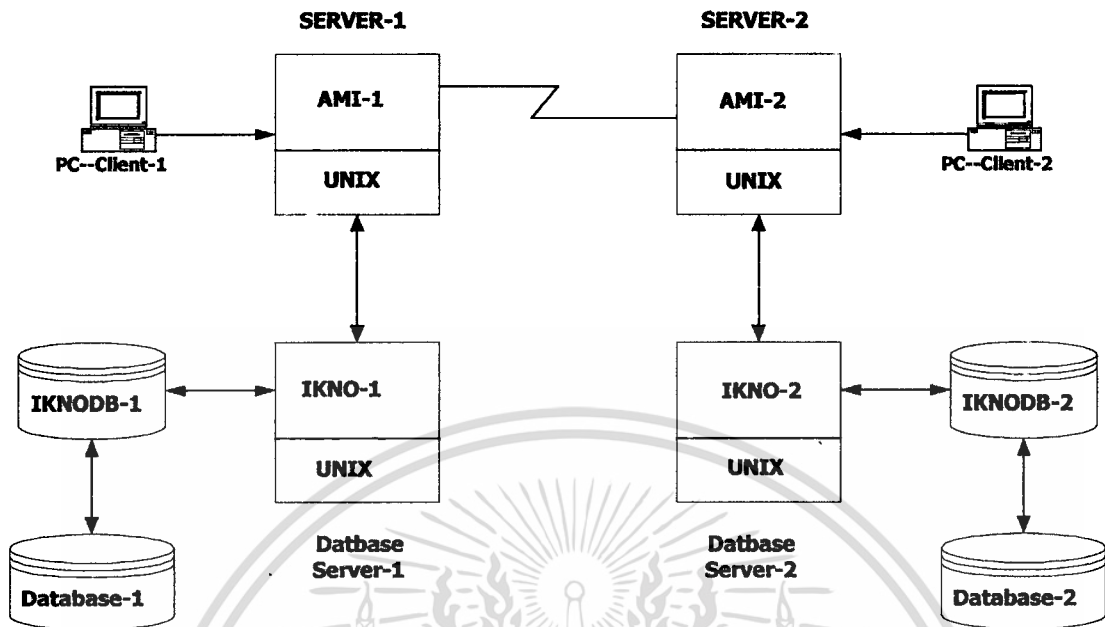 SERVER-1
SERVER-2
AMI-1
AMI-2
PC--Client-1
PC--Client-2
UNIX
UNIX
IKNODB-1
IKNO-1
IKNO-2
IKNODB-2
UNIX
UNIX
Datbase
Server-1
Datbase
Server-2
Database-1
Database-2